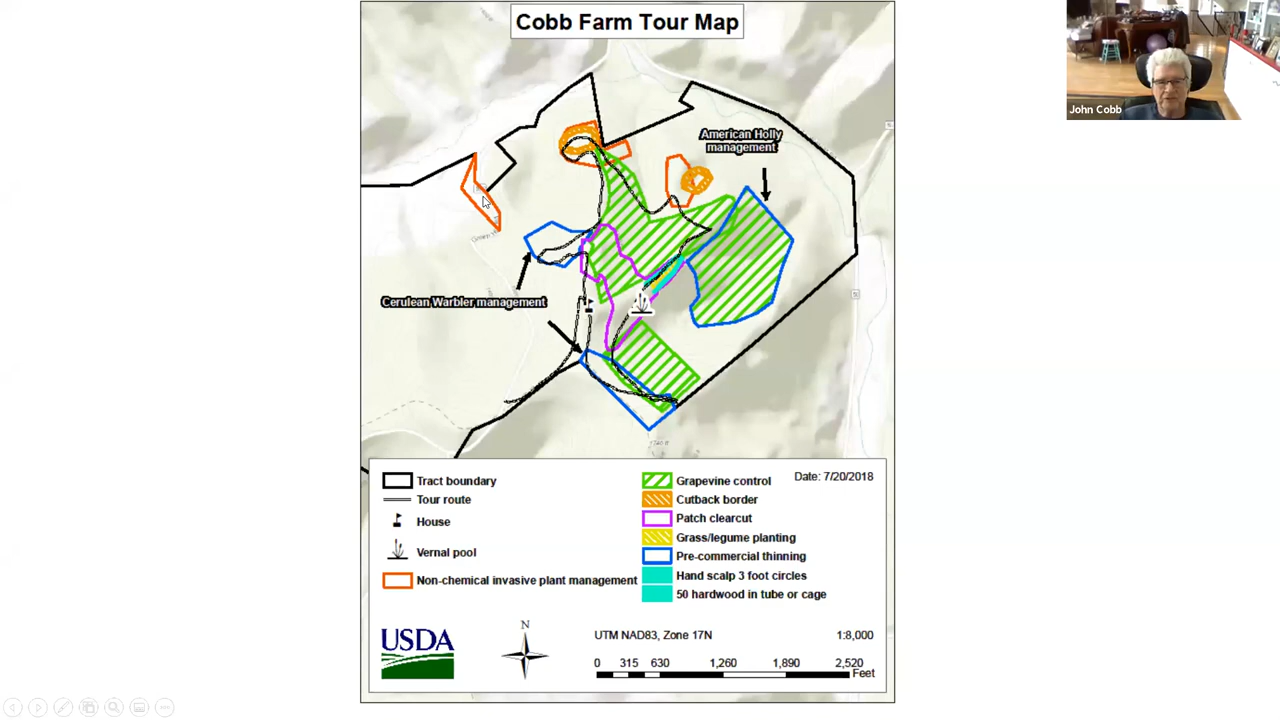 Cobb Farm Tour Map
John Cobb
American Holly
management
Cerulean Warbler management
Tract boundary
Tour route
House
Vernal pool
Non-chemical invasive plant management
Grapevine control
Date: 7/20/2018
Cutback border
Patch clearcut
Grass/legume planting
Pre-commercial thinning
Hand scalp 3 foot circles
50 hardwood in tube or cage
USDA
N
UTM NAD83, Zone 17N
1:8,000
0 315 630 1,260 1,890 2,520
Feet